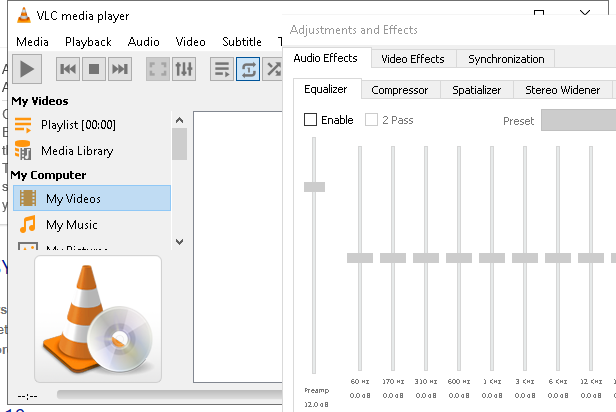 VLC media player
Media Playback Audio Video Subtitle
My Videos
Playlist [00:00]
Media Library
My Computer
My Videos
My Music
My Pictures
--:--
Adjustments and Effects
Audio Effects Video Effects Synchronization
Equalizer Compressor Spatializer Stereo Widener
Enable 2 Pass Preset
60 Hz 170 Hz 310 Hz 600 Hz 1 KHz 3 KHz 6 KHz 12 KHz
Preamp
12.0 dB 0.0 dB 0.0 dB 0.0 dB 0.0 dB 0.0 dB 0.0 dB 0.0 dB